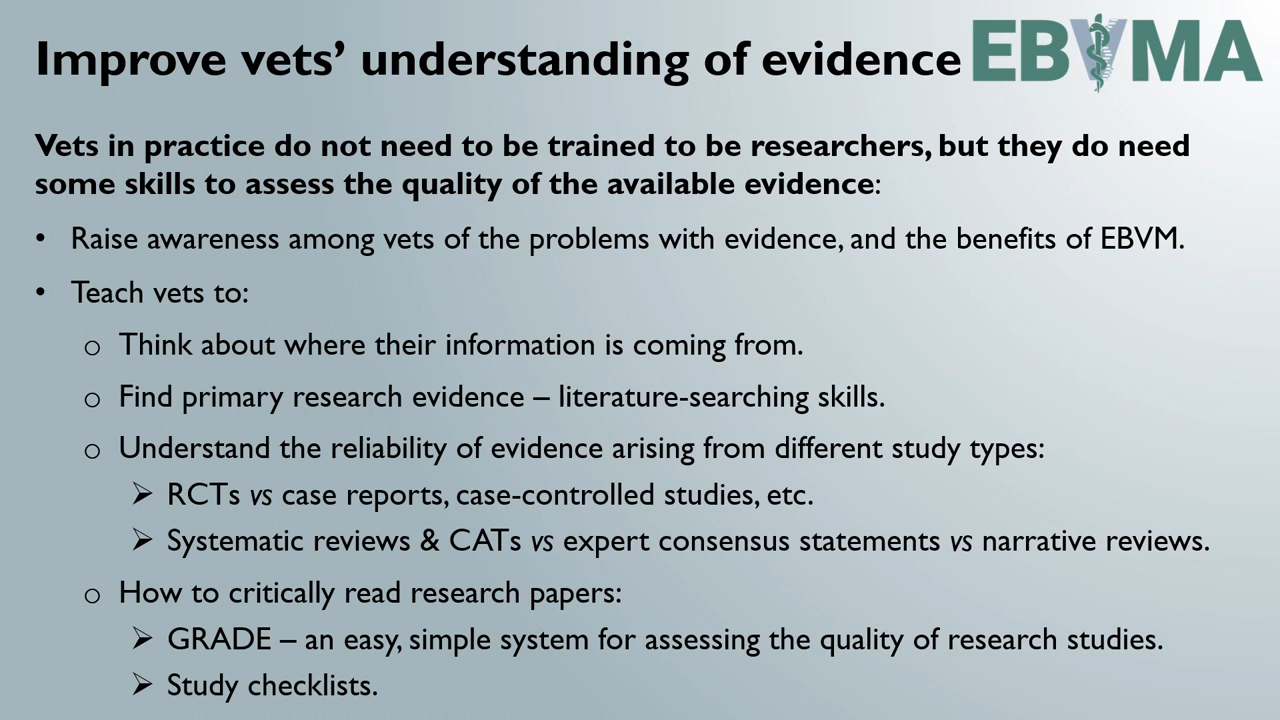 Improve vets’ understanding of evidence
EBVMA
Vets in practice do not need to be trained to be researchers, but they do need
some skills to assess the quality of the available evidence:
• Raise awareness among vets of the problems with evidence, and the benefits of EBVM.
• Teach vets to:
o Think about where their information is coming from.
o Find primary research evidence – literature-searching skills.
o Understand the reliability of evidence arising from different study types:
➢ RCTs vs case reports, case-controlled studies, etc.
➢ Systematic reviews & CATs vs expert consensus statements vs narrative reviews.
o How to critically read research papers:
➢ GRADE – an easy, simple system for assessing the quality of research studies.
➢ Study checklists.